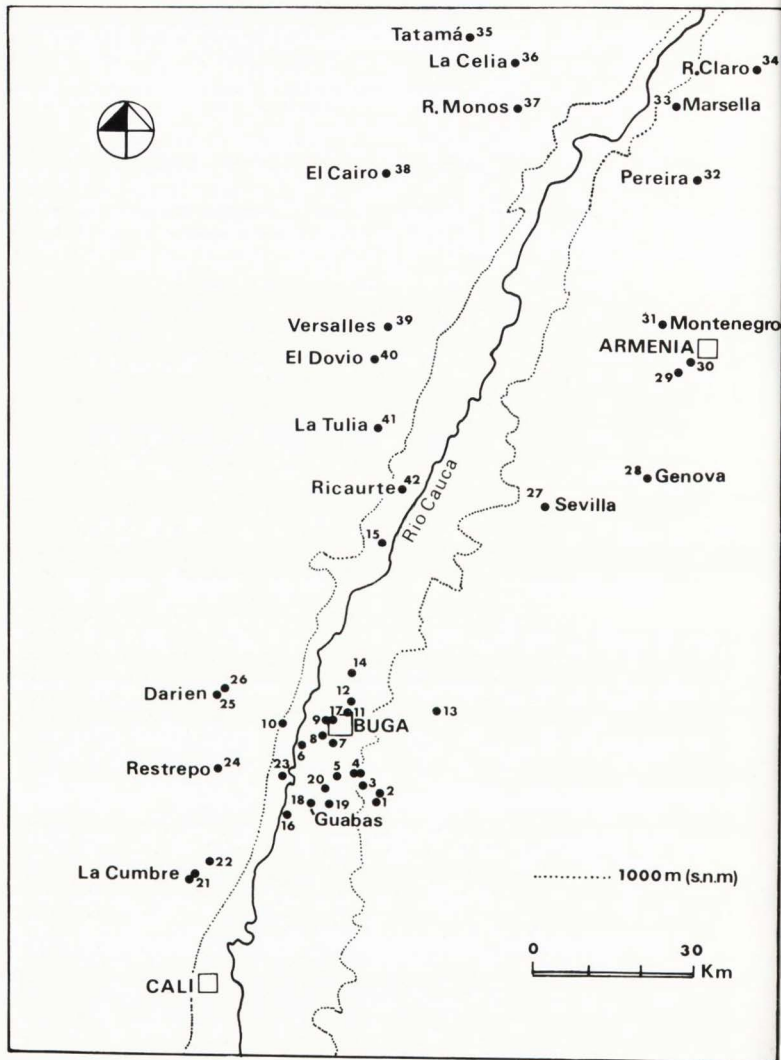 Tatamá 35
La Celia 36
R. Claro 34
R. Monos 37
33 Marsella
El Cairo 38
Pereira 32
Versalles 39
31 Montenegro
El Dovio 40
ARMENIA
30
29
La Tulia 41
Ricaurte 42
28 Genova
27 Sevilla
Rio Cauca
15
14
26
Darien 25
12
13
10
9 17 11
BUGA
8
6 7
Restrepo 24
23
5 4
3
20
2
18 19 1
Guabas
16
22
La Cumbre 21
1000 m (s.n.m)
0 30
Km
CALI